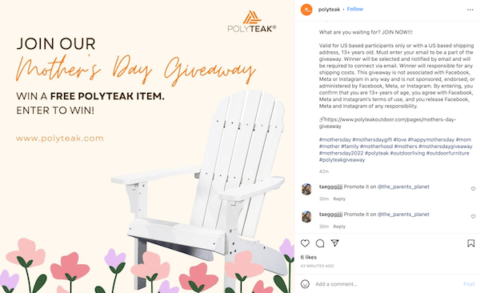 POLYTEAK®
JOIN OUR
Mother's Day Giveaway
WIN A FREE POLYTEAK ITEM.
ENTER TO WIN!
www.polyteak.com
polyteak • Following
What are you waiting for? JOIN NOW!!!
Valid for US based participants only or with a US-based shipping
address, 13+ years old. Must enter your email to be a part of the
giveaway. Winner will be selected and notified by email and will
be required to connect via email. Winner will responsible for any
shipping costs. This giveaway is not associated with Facebook,
Meta or Instagram in any way and is not sponsored, endorsed, or
administered by Facebook, Meta, or Instagram. By entering, you
confirm that you are 13+ years of age, you agree with Facebook,
Meta and Instagram's terms of use, and you release Facebook,
Meta and Instagram of any responsibility.
https://www.polyteakoutdoor.com/pages/mothers-day-
giveaway
#mothersday #mothersdaygift #love #happymothersday #mom
#mother #family #motherhood #mothers #mothersdaygiveaway
#mothersday2022 #polyteak #outdoorliving #outdoorfurniture
#polyteakgiveaway
42m
taegggiiii Promote it on @the_parents_planet
39m Reply
taegggiiii Promote it on @the_parents_planet
39m Reply
6 likes
43 MINUTES AGO
Add a comment...
Post